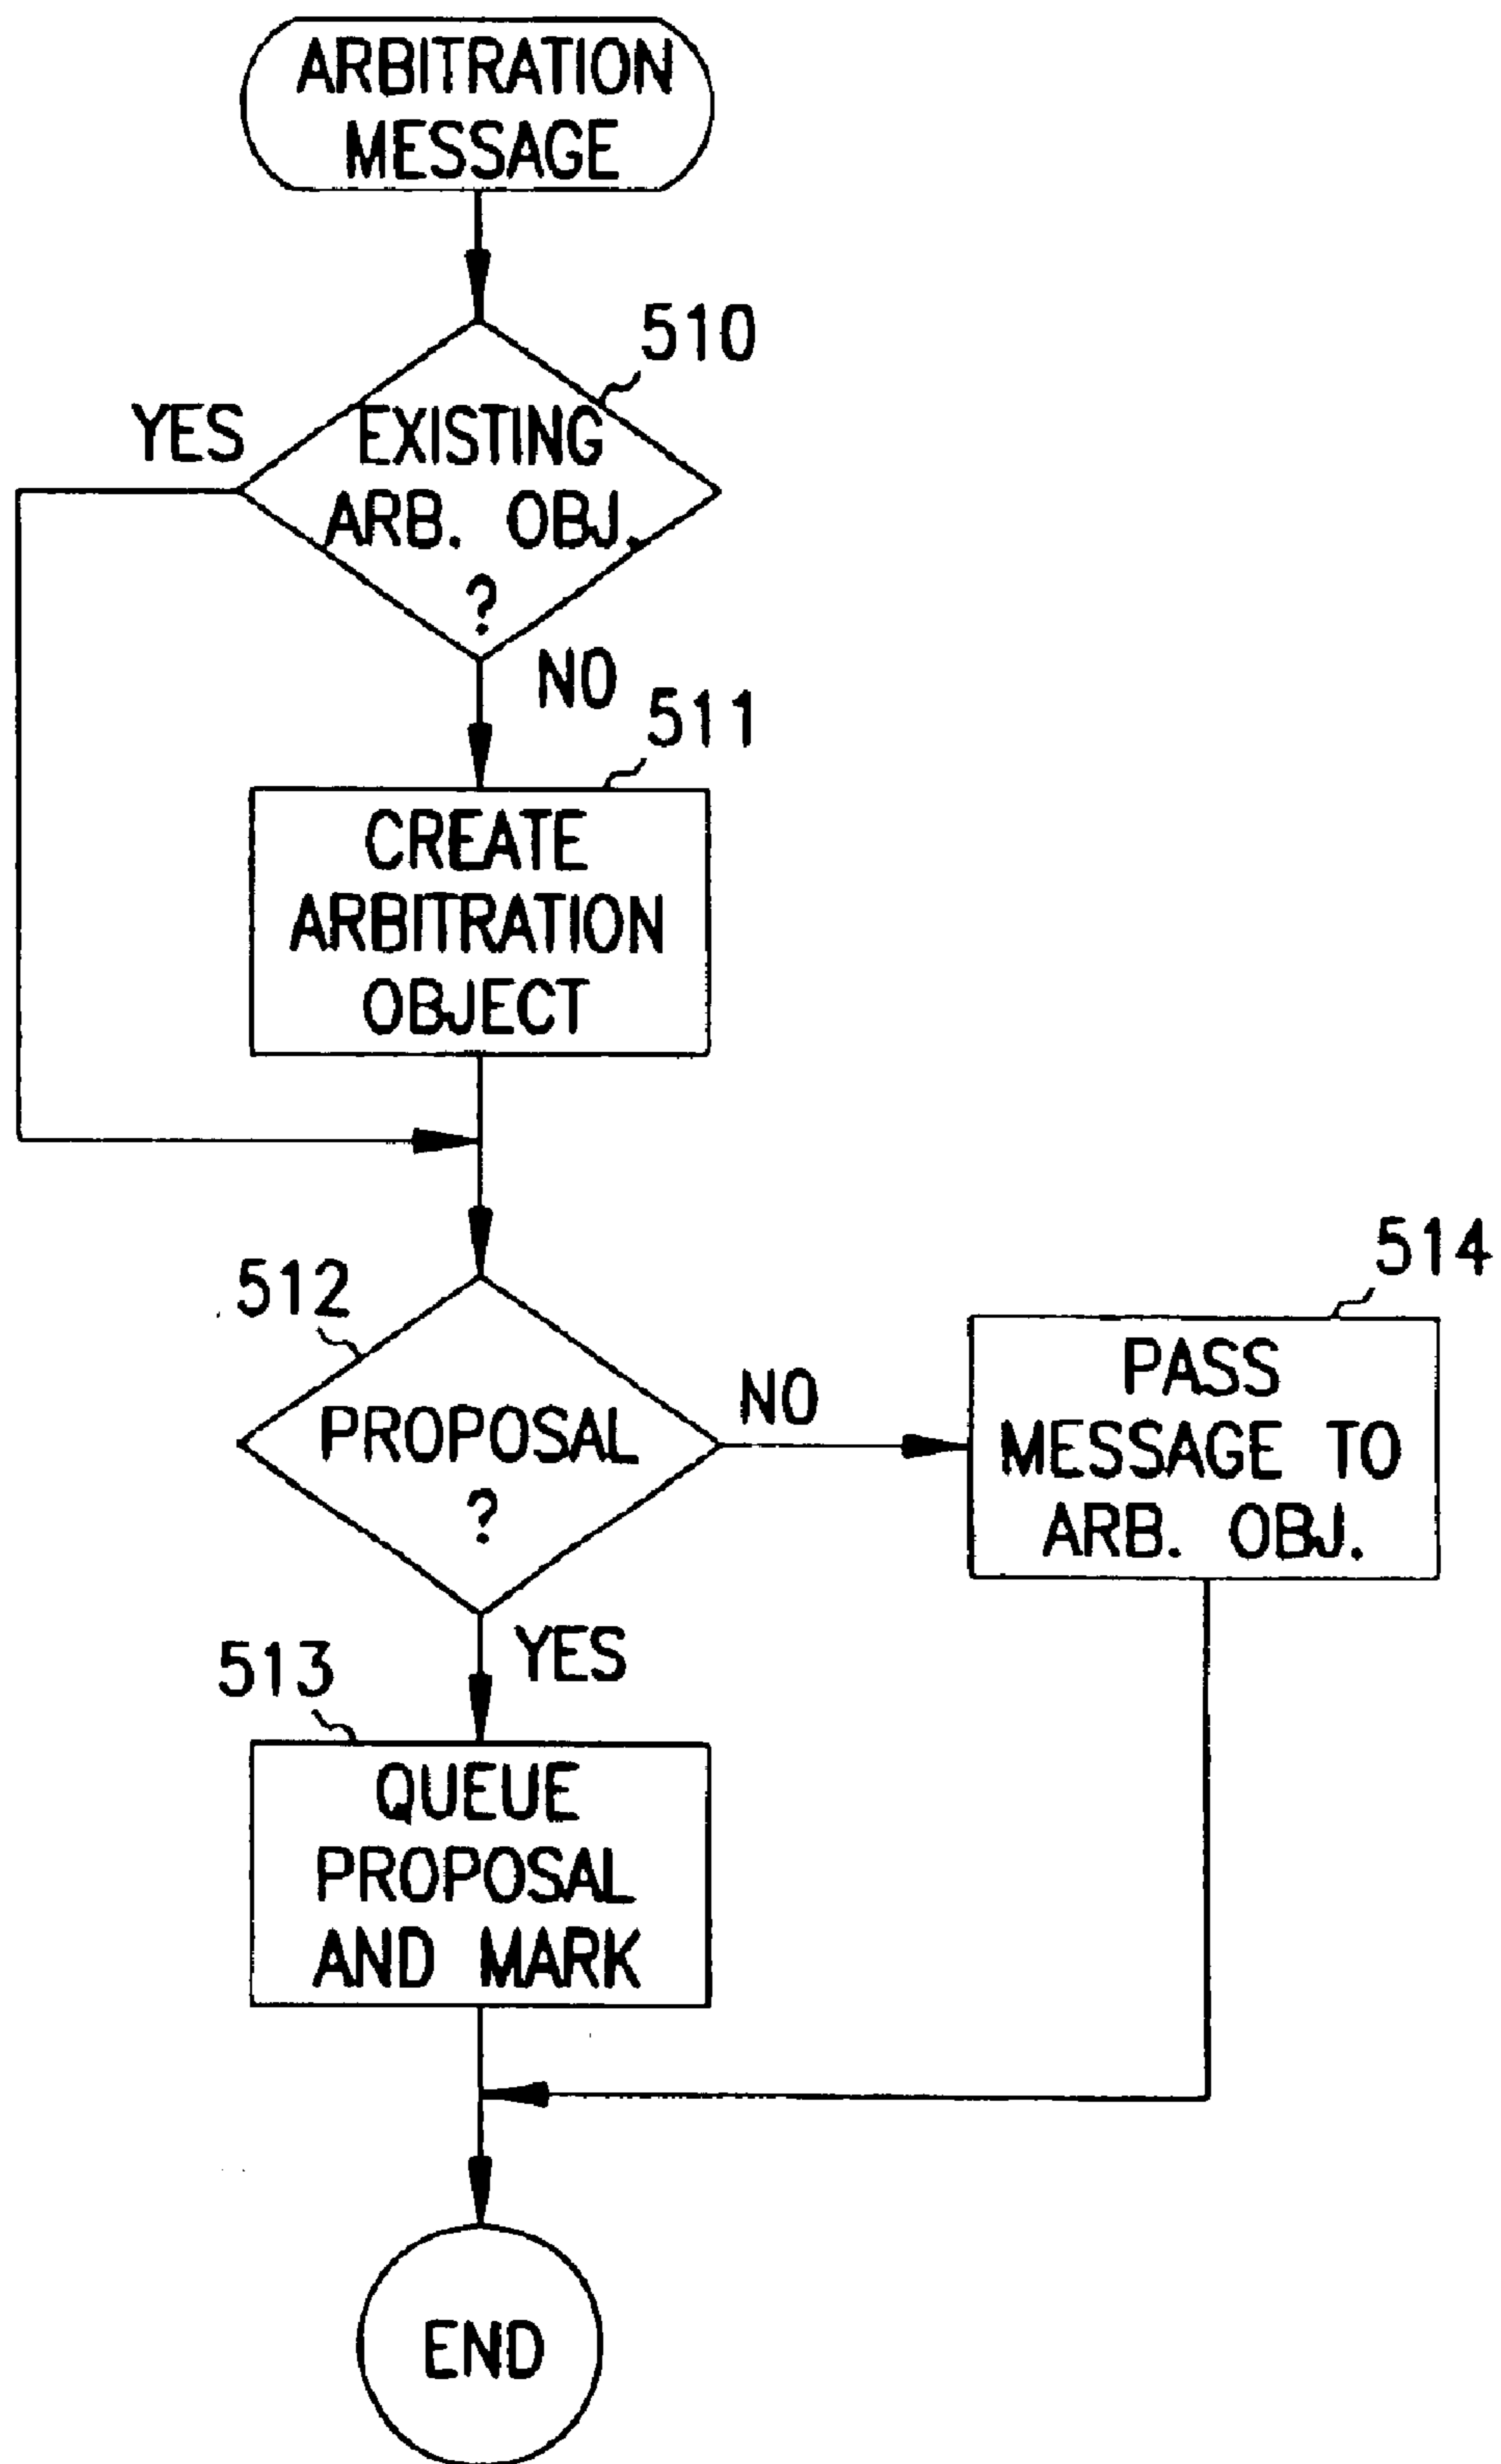 ARBITRATION
MESSAGE
510
YES
EXISTING
ARB. OBJ.
?
NO
511
CREATE
ARBITRATION
OBJECT
512
514
PROPOSAL
?
NO
PASS
MESSAGE TO
ARB. OBJ.
YES
513
QUEUE
PROPOSAL
AND MARK
END